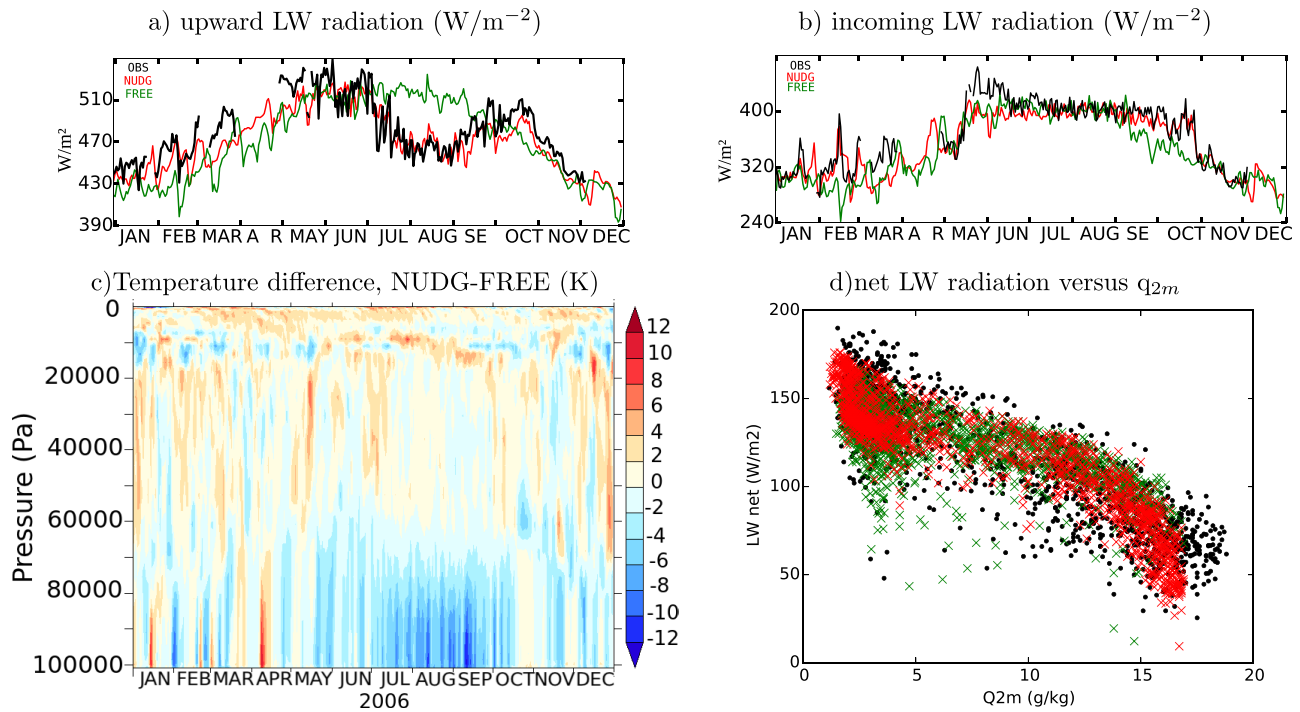 a) upward LW radiation (W/m−2)
OBS
NUDG
FREE
W/m²
510
470
430
390
JAN FEB MAR A R MAY JUN JUL AUG SE OCT NOV DEC
b) incoming LW radiation (W/m−2)
OBS
NUDG
FREE
W/m²
400
320
240
JAN FEB MAR A R MAY JUN JUL AUG SE OCT NOV DEC
c)Temperature difference, NUDG-FREE (K)
Pressure (Pa)
0
20000
40000
60000
80000
100000
JAN FEB MAR APR MAY JUN JUL AUG SEP OCT NOV DEC
2006
12
10
8
6
4
2
0
-2
-4
-6
-8
-10
-12
d)net LW radiation versus q2m
LW net (W/m2)
200
150
100
50
0
0 5 10 15 20
Q2m (g/kg)